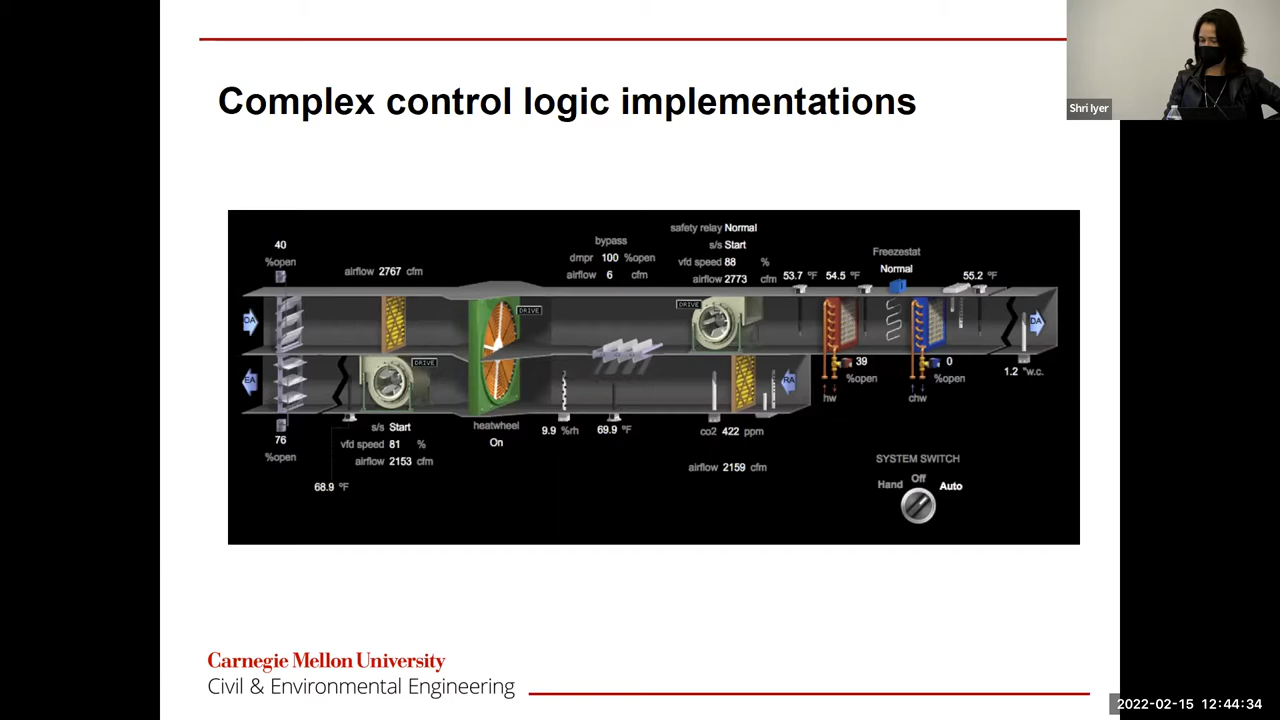 Complex control logic implementations
Shri Iyer
safety relay Normal
s/s Start
vfd speed 88 %
airflow 2773 cfm
bypass
dmpr 100 %open
airflow 6 cfm
40
%open
airflow 2767 cfm
Freezestat
Normal
53.7 °F
54.5 °F
55.2 °F
DRIVE
DRIVE
DRIVE
OA
DA
EA
RA
39
%open
hw
0
%open
chw
1.2 "w.c.
76
%open
s/s Start
vfd speed 81 %
airflow 2153 cfm
68.9 °F
heatwheel
On
9.9 %rh
69.9 °F
co2 422 ppm
airflow 2159 cfm
SYSTEM SWITCH
Hand Off Auto
Carnegie Mellon University
Civil & Environmental Engineering
2022-02-15 12:44:34